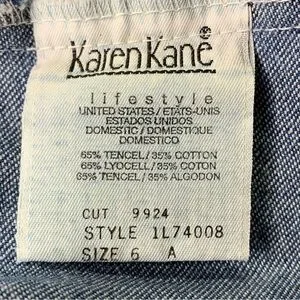 Karen Kane
lifestyle
UNITED STATES / ETATS-UNIS
ESTADOS UNIDOS
DOMESTIC / DOMESTIQUE
DOMESTICO
65% TENCEL / 35% COTTON
65% LYOCELL / 35% COTON
65% TENCEL / 35% ALGODON
CUT 9924
STYLE 1L74008
SIZE 6 A